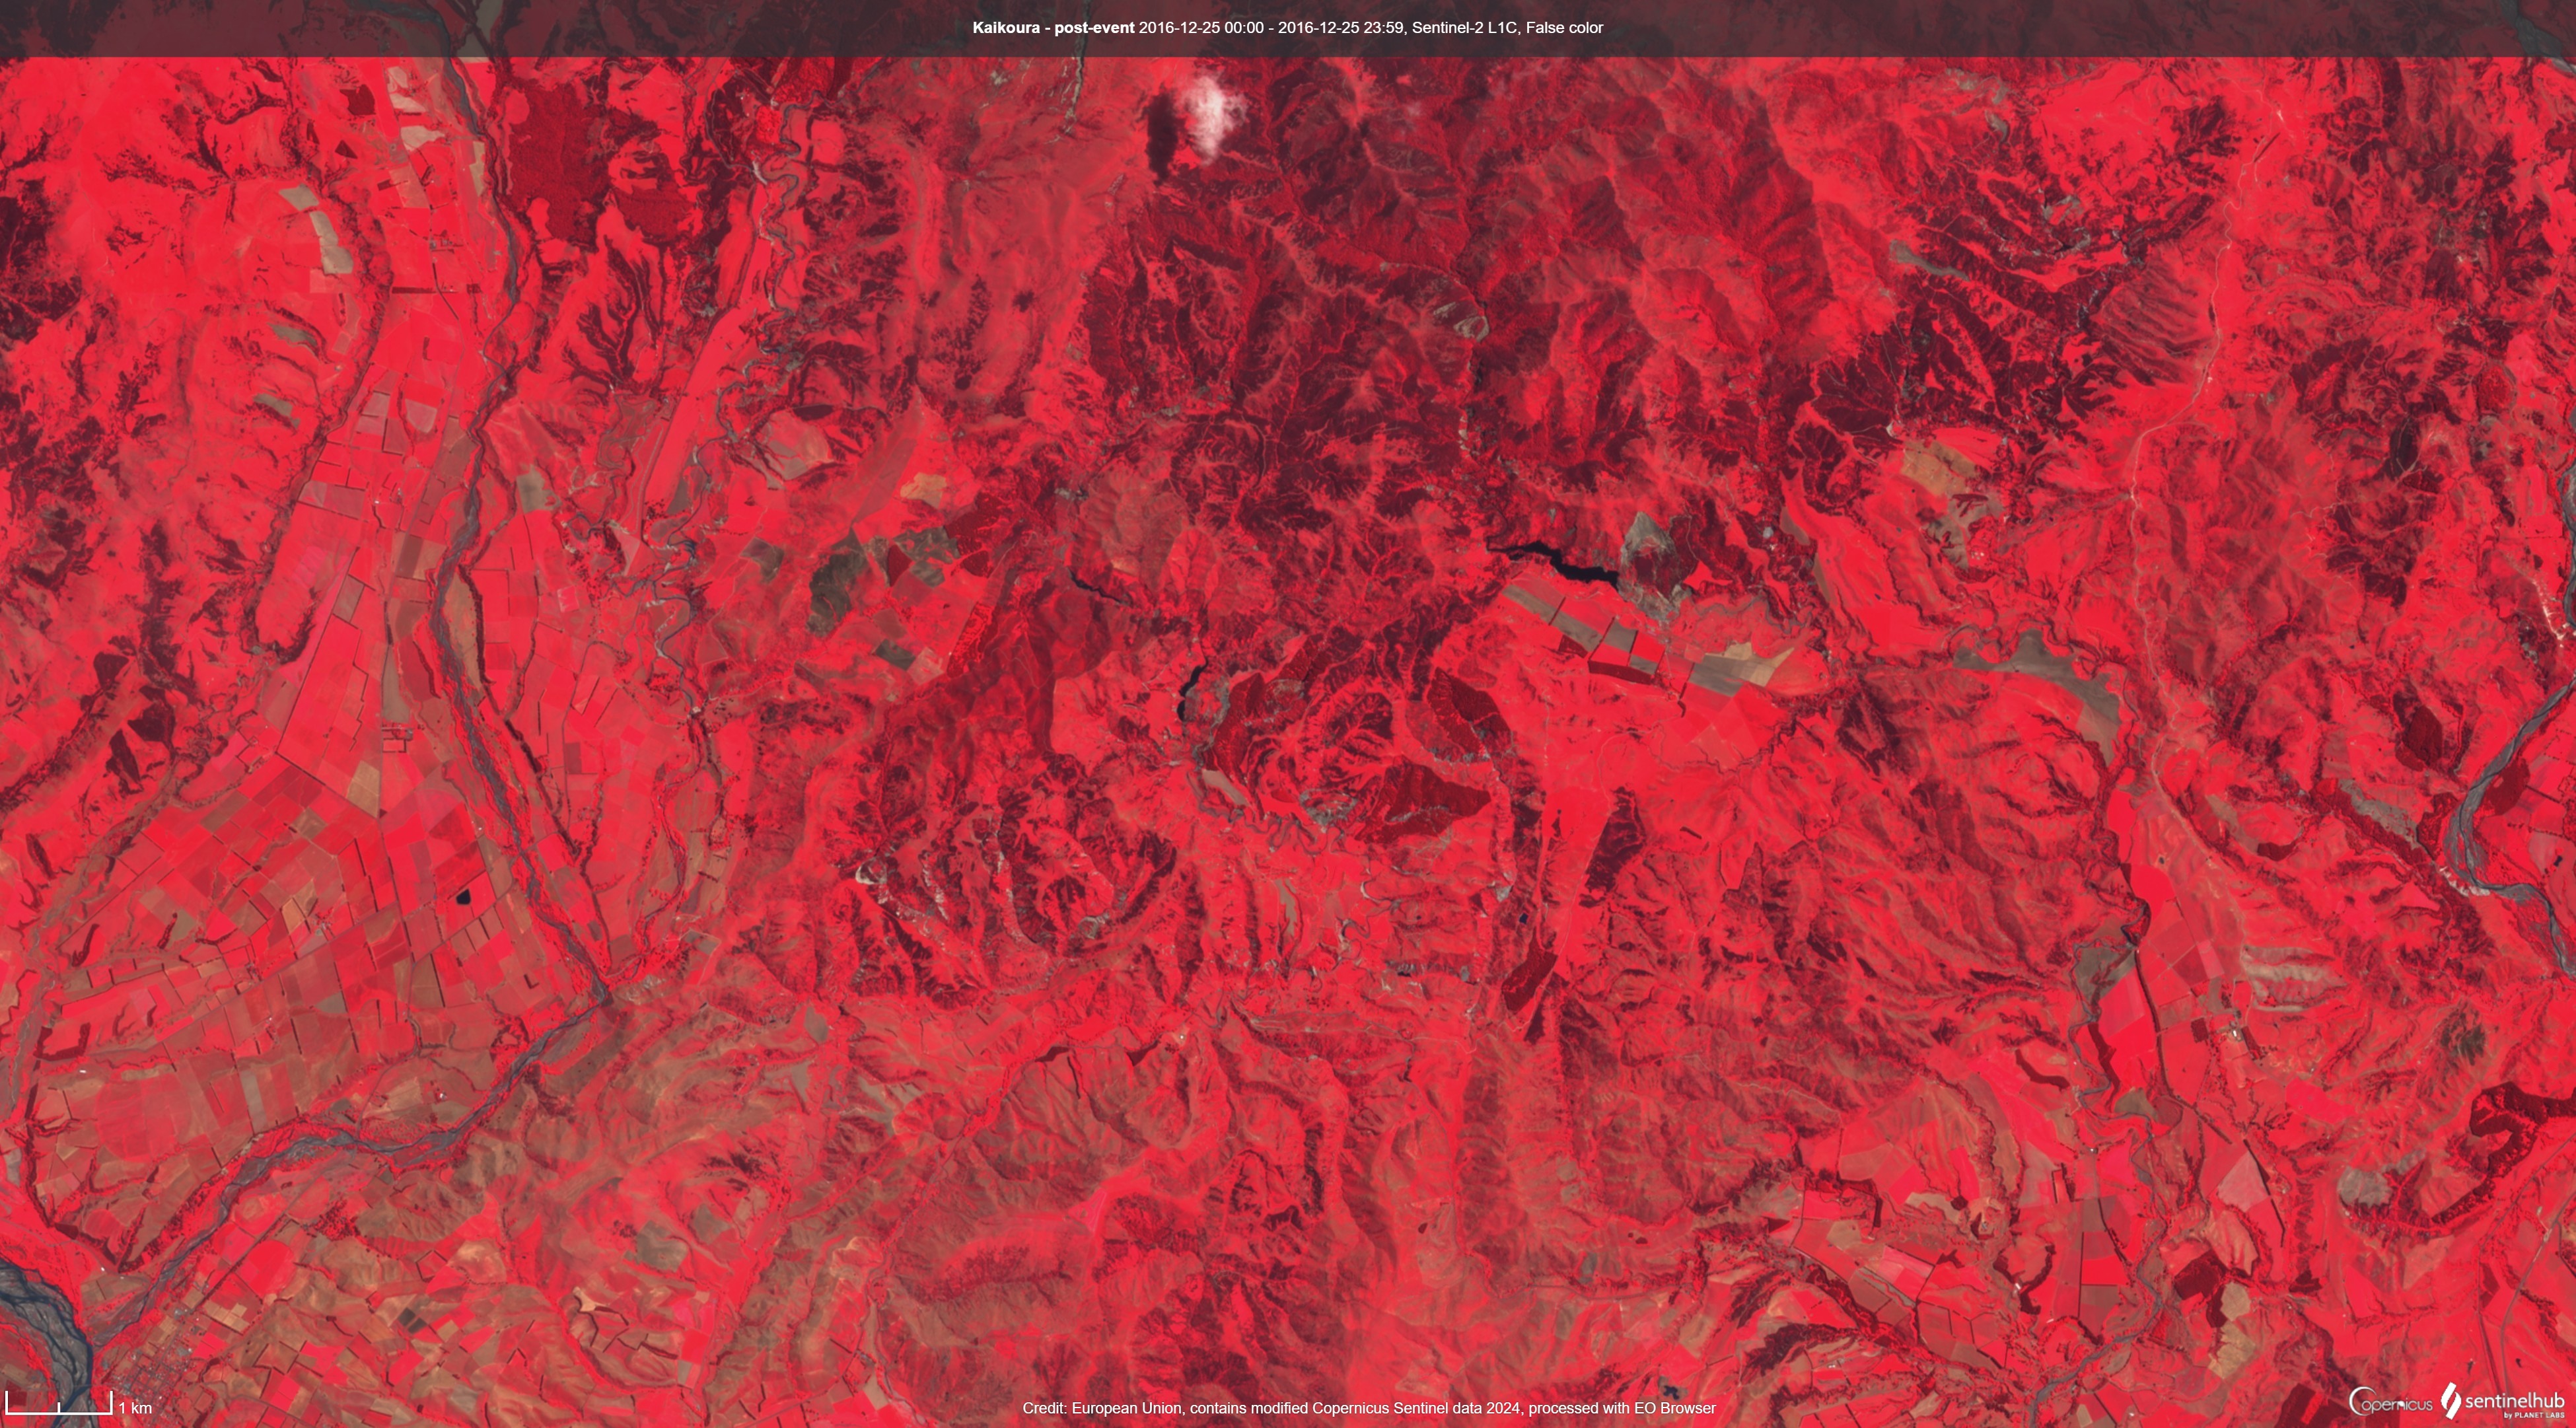 Kaikoura - post-event 2016-12-25 00:00 - 2016-12-25 23:59, Sentinel-2 L1C, False color
1 km
Credit: European Union, contains modified Copernicus Sentinel data 2024, processed with EO Browser
Copernicus
sentinelhub
by PLANET LABS